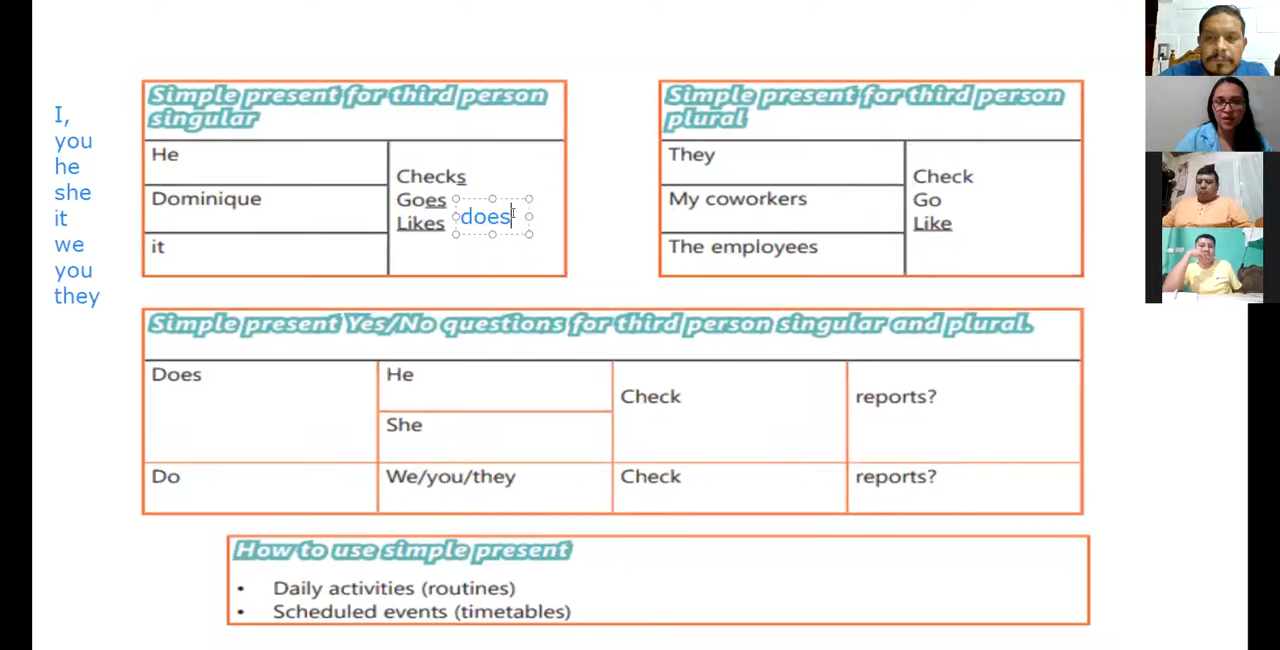 I,
you
he
she
it
we
you
they
Simple present for third person
singular
He
Dominique
it
Checks
Goes
Likes
does
Simple present for third person
plural
They
My coworkers
The employees
Check
Go
Like
Simple present Yes/No questions for third person singular and plural.
Does
He
She
Check
reports?
Do
We/you/they
Check
reports?
How to use simple present
• Daily activities (routines)
• Scheduled events (timetables)